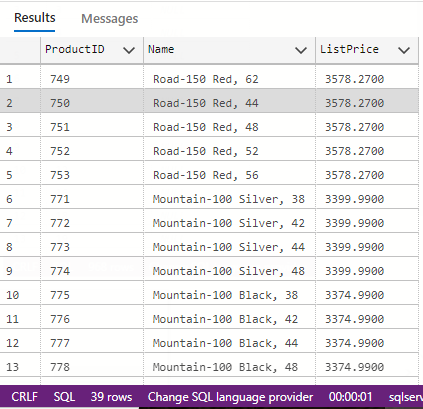 Results Messages
ProductID Name ListPrice
1 749 Road-150 Red, 62 3578.2700
2 750 Road-150 Red, 44 3578.2700
3 751 Road-150 Red, 48 3578.2700
4 752 Road-150 Red, 52 3578.2700
5 753 Road-150 Red, 56 3578.2700
6 771 Mountain-100 Silver, 38 3399.9900
7 772 Mountain-100 Silver, 42 3399.9900
8 773 Mountain-100 Silver, 44 3399.9900
9 774 Mountain-100 Silver, 48 3399.9900
10 775 Mountain-100 Black, 38 3374.9900
11 776 Mountain-100 Black, 42 3374.9900
12 777 Mountain-100 Black, 44 3374.9900
13 778 Mountain-100 Black, 48 3374.9900
CRLF SQL 39 rows Change SQL language provider 00:00:01 sqlserv